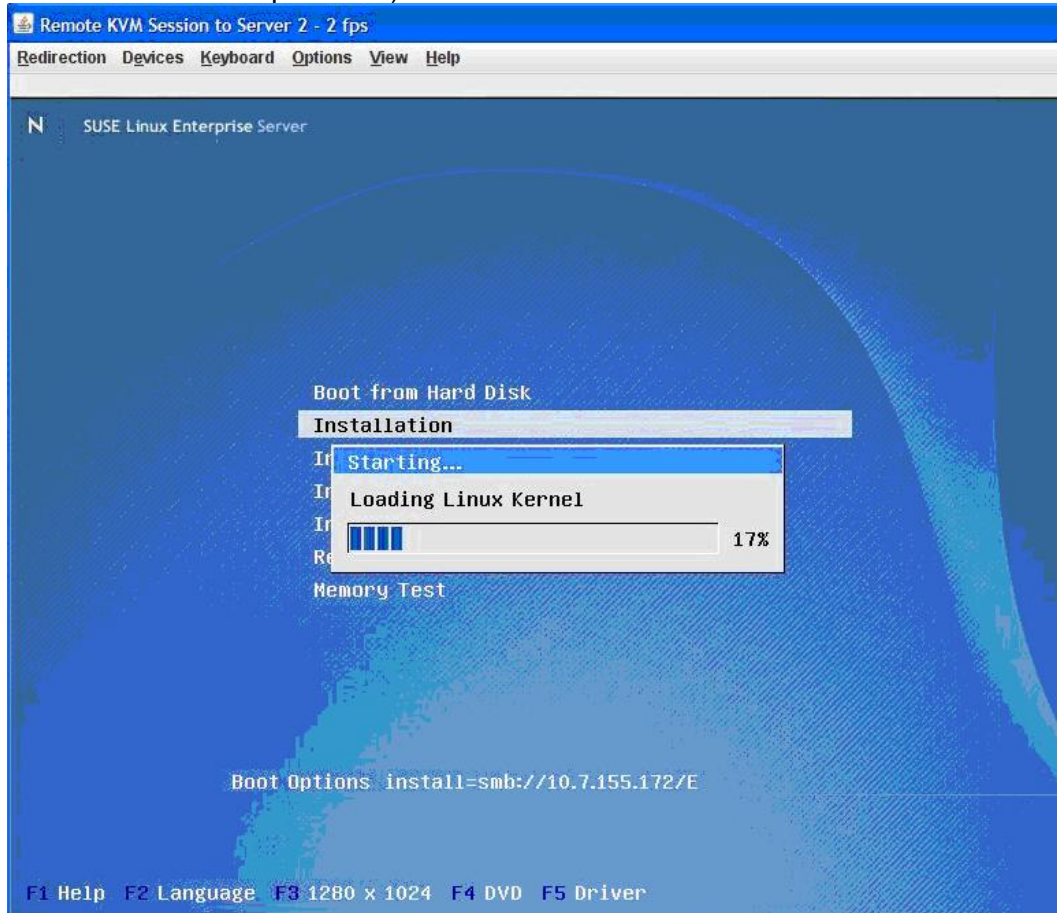 Remote KVM Session to Server 2 - 2 fps
Redirection Devices Keyboard Options View Help
N SUSE Linux Enterprise Server
Boot from Hard Disk
Installation
Starting...
Loading Linux Kernel
17%
Memory Test
Boot Options install=smb://10.7.155.172/E
F1 Help F2 Language F3 1280 x 1024 F4 DVD F5 Driver